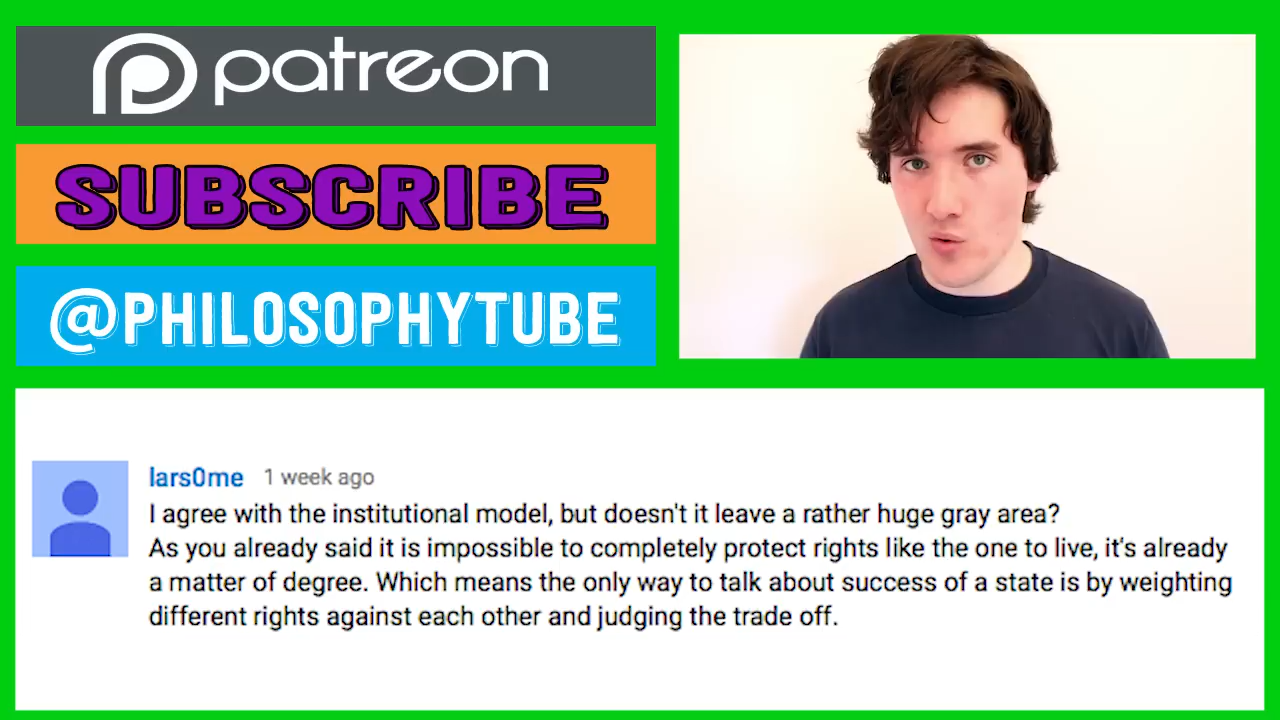 patreon
SUBSCRIBE
@PHILOSOPHYTUBE
lars0me 1 week ago
I agree with the institutional model, but doesn't it leave a rather huge gray area?
As you already said it is impossible to completely protect rights like the one to live, it's already
a matter of degree. Which means the only way to talk about success of a state is by weighting
different rights against each other and judging the trade off.